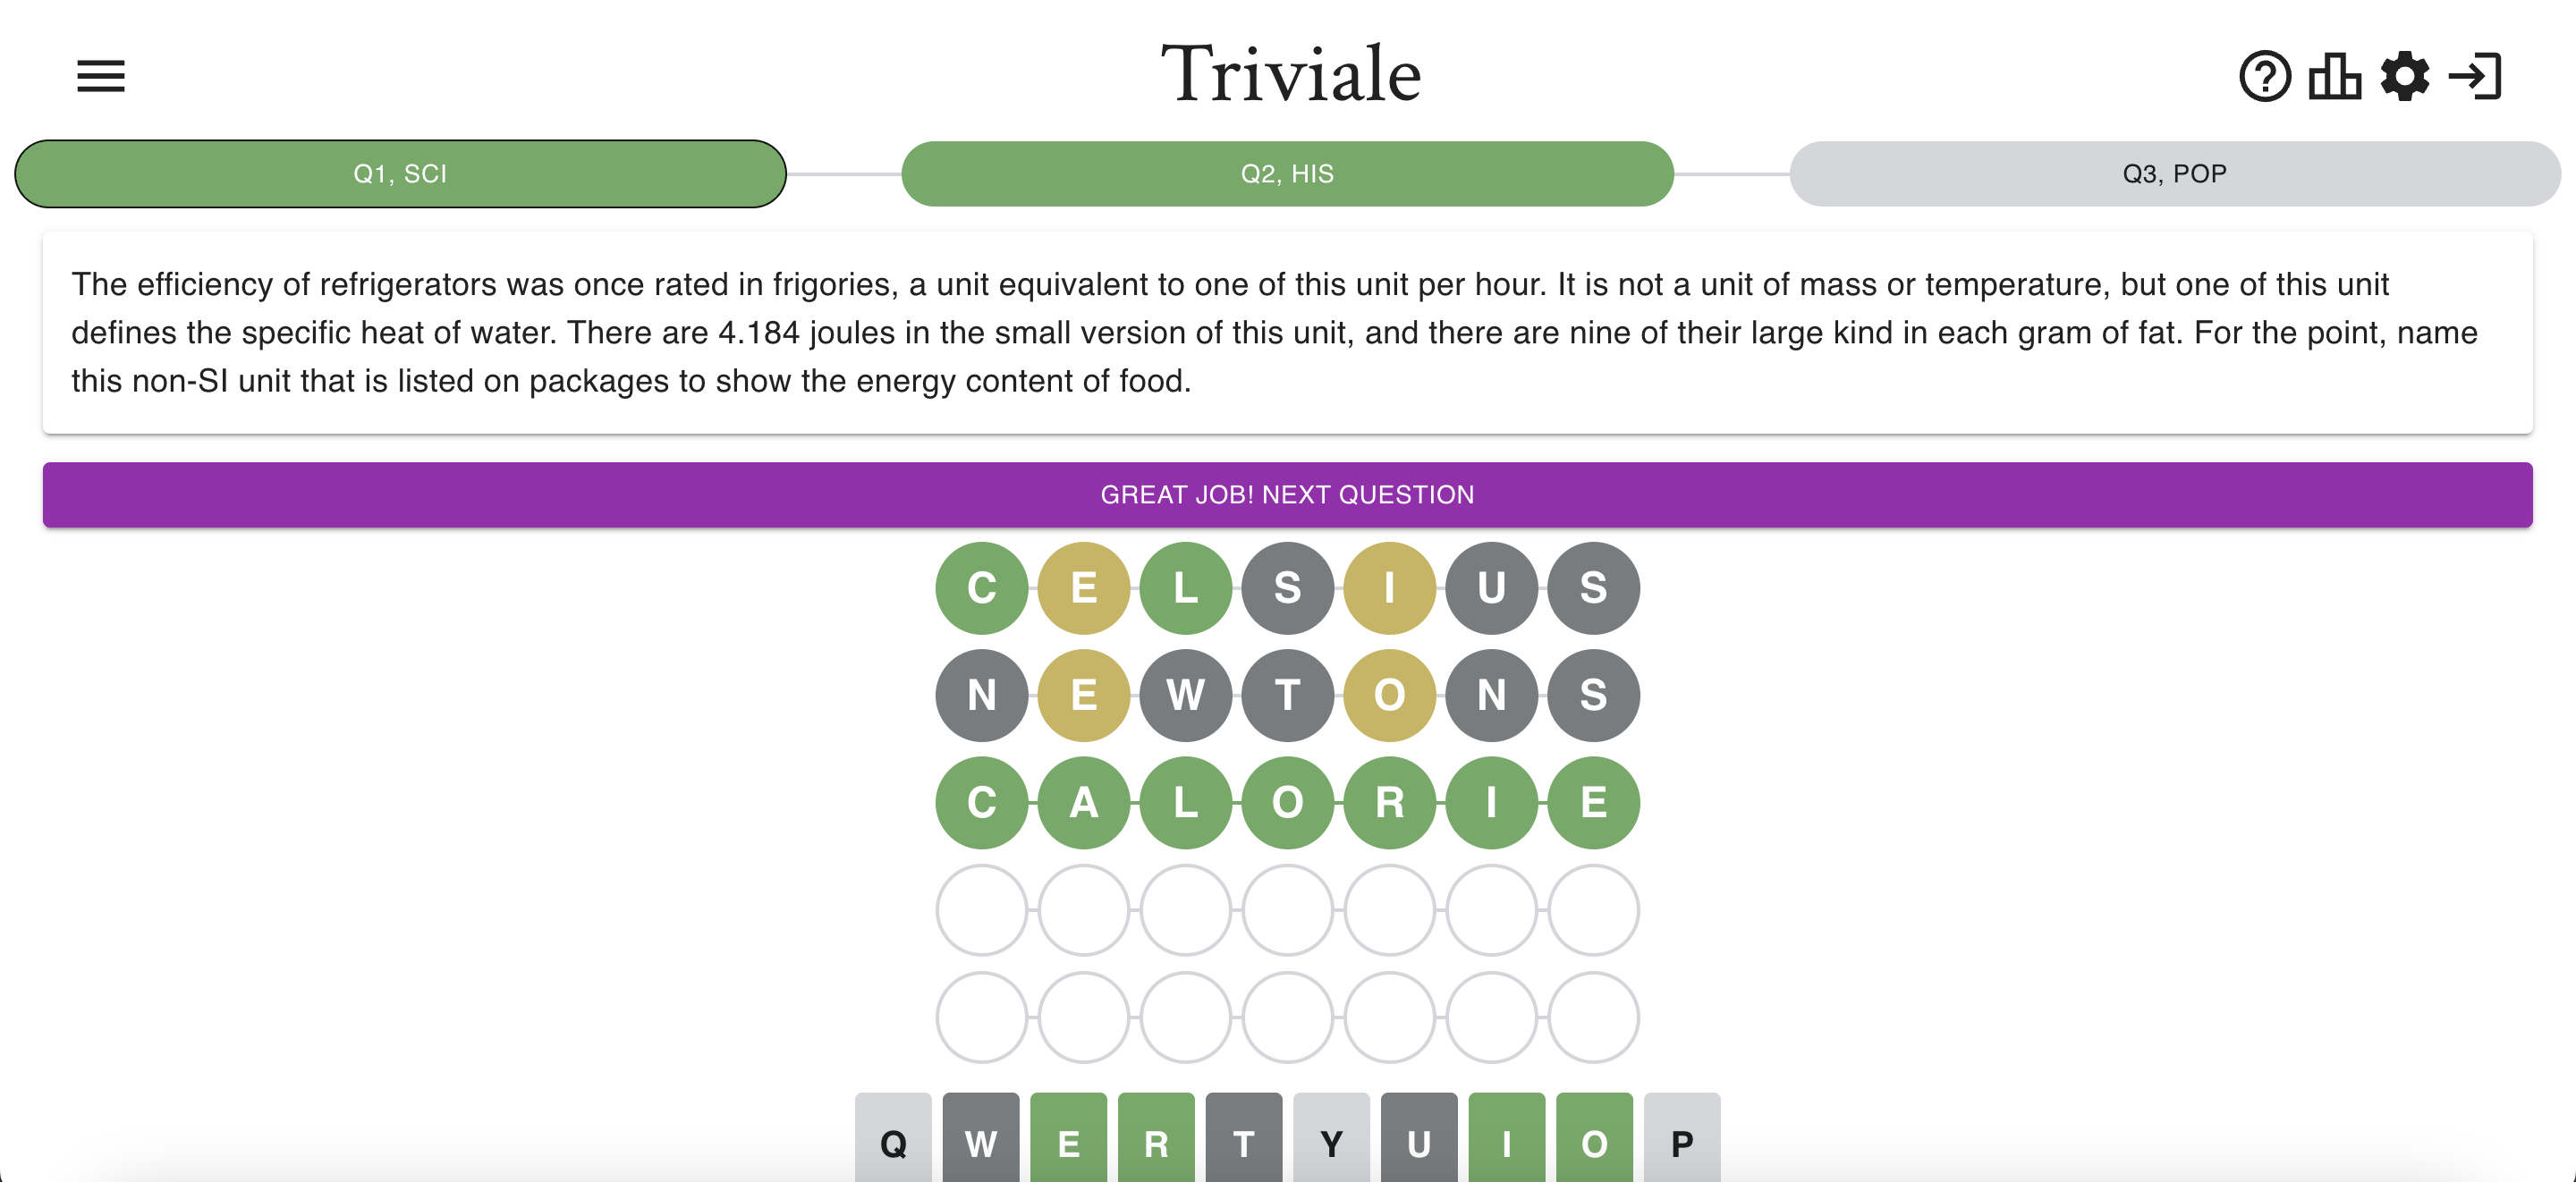 Triviale
Q1, SCI
Q2, HIS
Q3, POP
The efficiency of refrigerators was once rated in frigories, a unit equivalent to one of this unit per hour. It is not a unit of mass or temperature, but one of this unit
defines the specific heat of water. There are 4.184 joules in the small version of this unit, and there are nine of their large kind in each gram of fat. For the point, name
this non-SI unit that is listed on packages to show the energy content of food.
GREAT JOB! NEXT QUESTION
C E L S I U S
N E W T O N S
C A L O R I E
Q W E R T Y U I O P